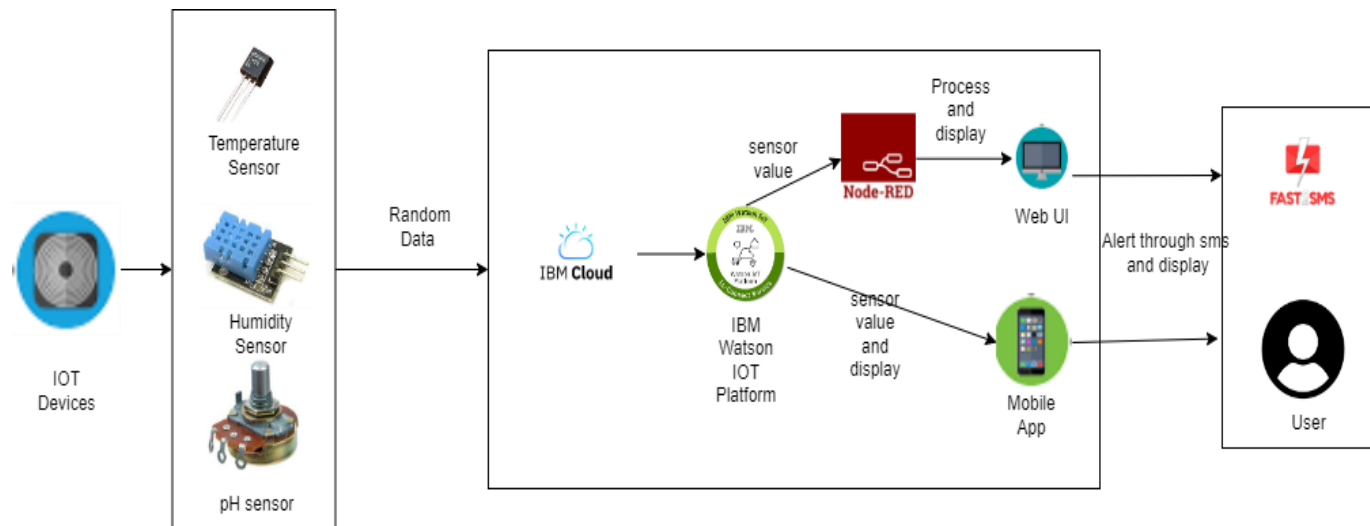 Temperature
Sensor
Humidity
Sensor
pH sensor
IOT
Devices
Random
Data
IBM Cloud
IBM
IBM
Watson
IOT
Platform
sensor
value
Node-RED
Process
and
display
Web UI
sensor
value
and
display
Mobile
App
Alert through sms
and display
FAST2SMS
User